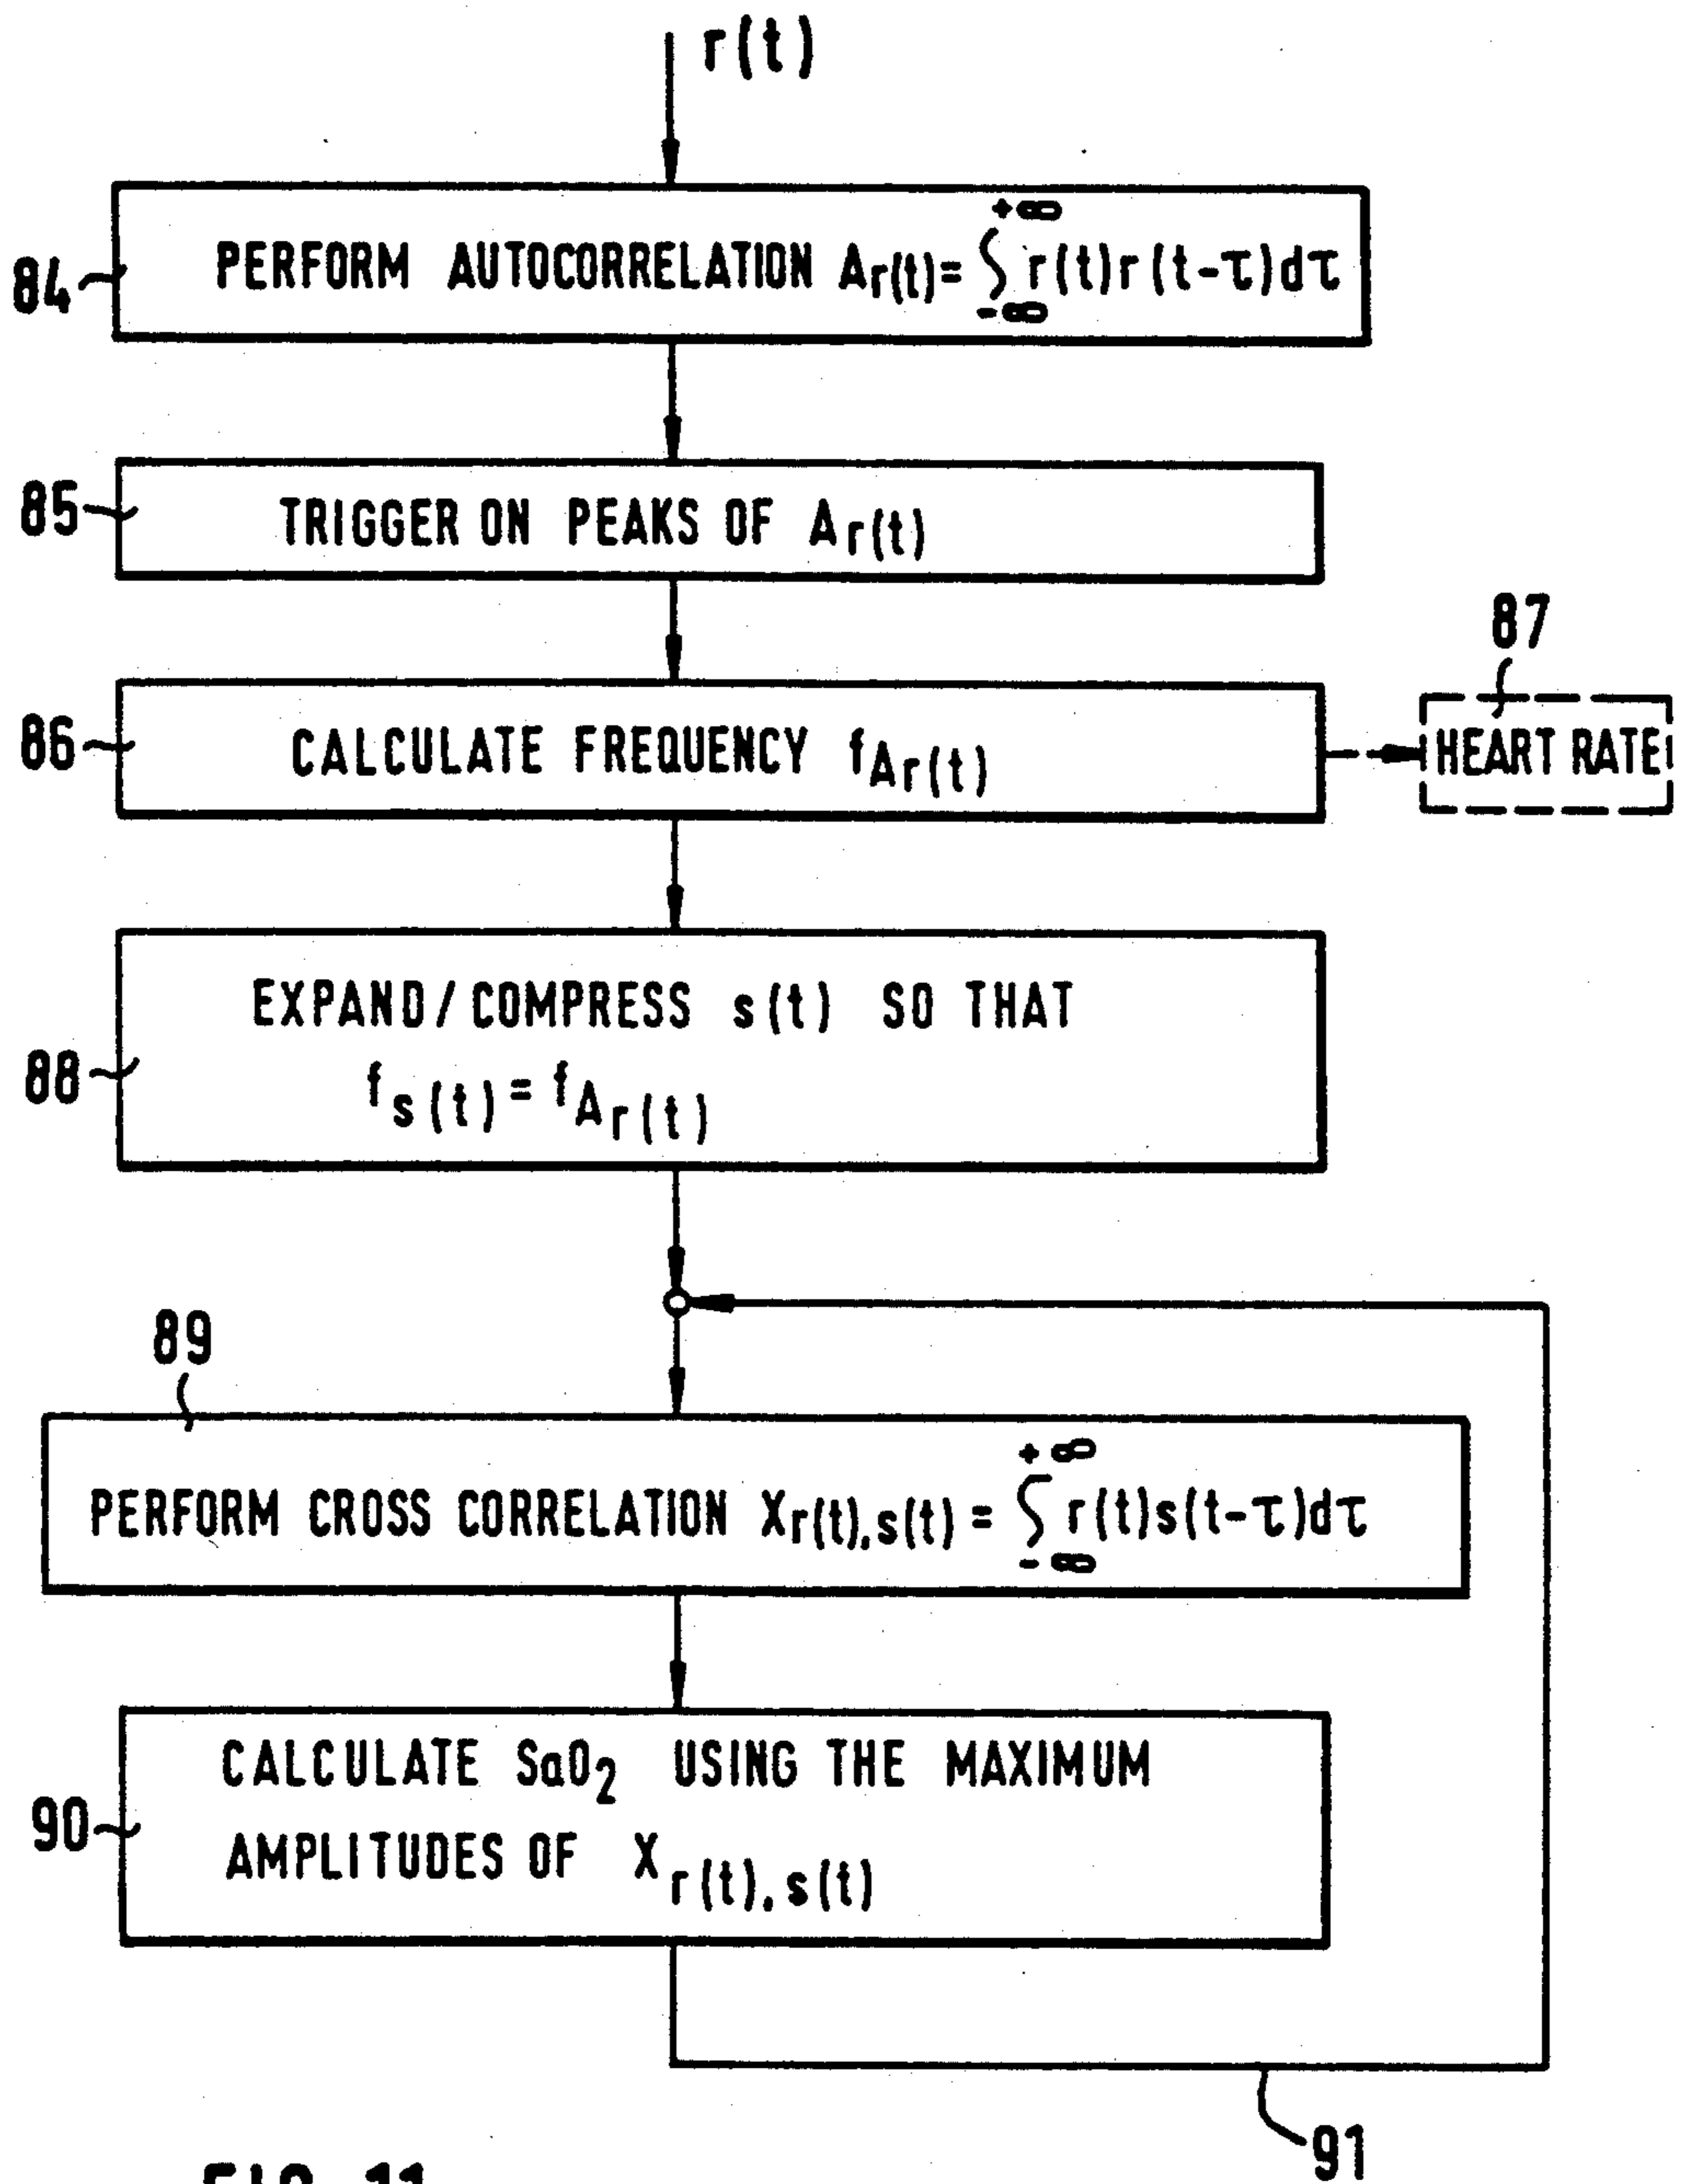 r(t)
84
PERFORM AUTOCORRELATION Ar(t)= ∫ r(t)r(t-τ)dτ
+∞
-∞
85
TRIGGER ON PEAKS OF Ar(t)
87
86
CALCULATE FREQUENCY fAr(t)
HEART RATE
EXPAND/COMPRESS s(t) SO THAT
88
fs(t) = fAr(t)
89
PERFORM CROSS CORRELATION Xr(t),s(t) = ∫ r(t)s(t-τ)dτ
+∞
-∞
CALCULATE SaO2 USING THE MAXIMUM
90
AMPLITUDES OF Xr(t),s(t)
91
FIG. 11